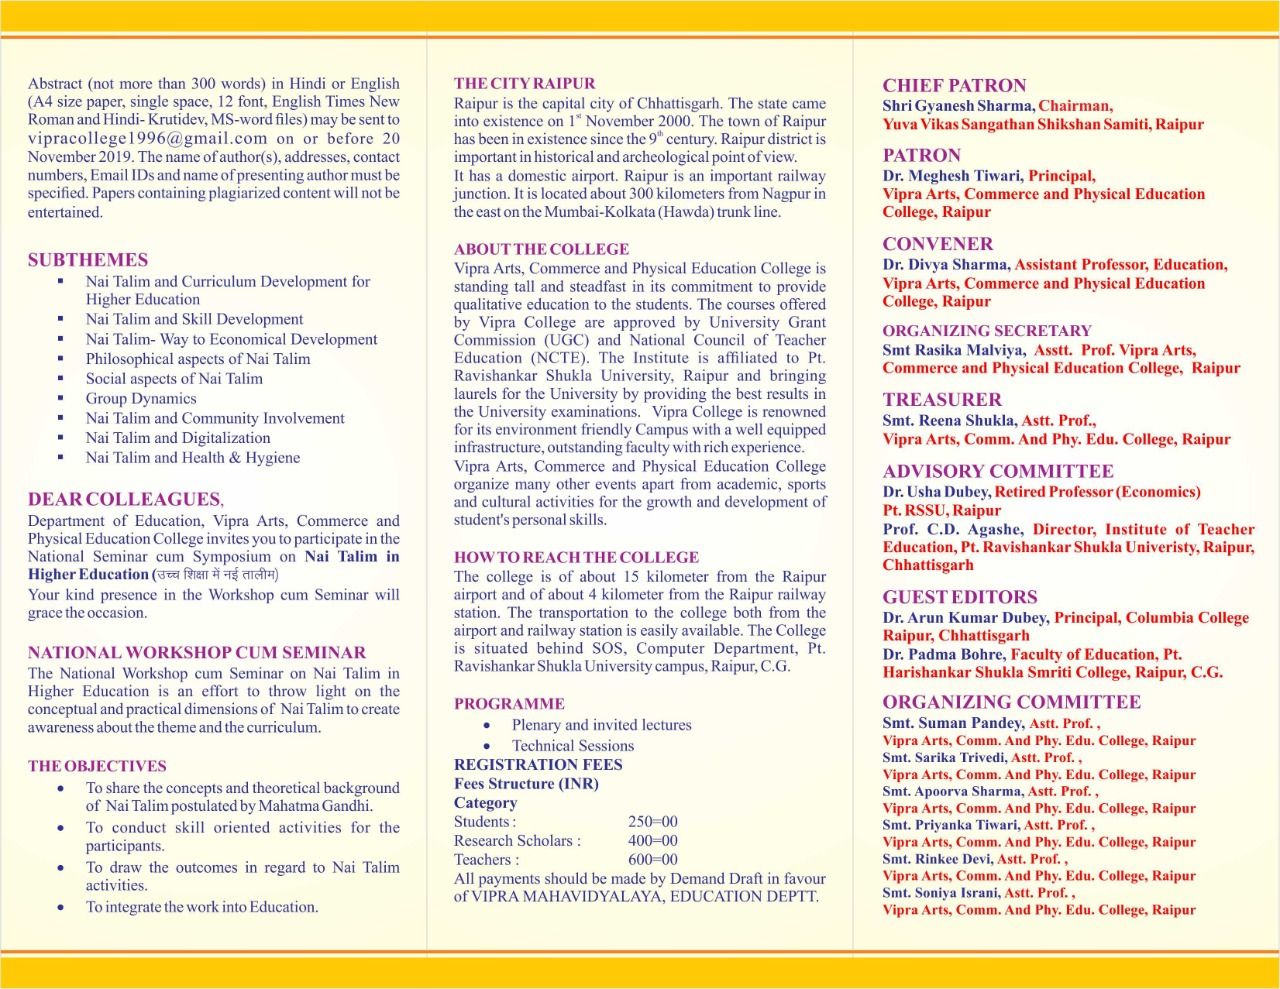 Abstract (not more than 300 words) in Hindi or English
(A4 size paper, single space, 12 font, English Times New
Roman and Hindi- Krutidev, MS-word files) may be sent to
vipracollege1996@gmail.com on or before 20
November 2019. The name of author(s), addresses, contact
numbers, Email IDs and name of presenting author must be
specified. Papers containing plagiarized content will not be
entertained.
SUBTHEMES
▪ Nai Talim and Curriculum Development for
Higher Education
▪ Nai Talim and Skill Development
▪ Nai Talim- Way to Economical Development
▪ Philosophical aspects of Nai Talim
▪ Social aspects of Nai Talim
▪ Group Dynamics
▪ Nai Talim and Community Involvement
▪ Nai Talim and Digitalization
▪ Nai Talim and Health & Hygiene
DEAR COLLEAGUES,
Department of Education, Vipra Arts, Commerce and
Physical Education College invites you to participate in the
National Seminar cum Symposium on Nai Talim in
Higher Education (उच्च शिक्षा में नई तालीम)
Your kind presence in the Workshop cum Seminar will
grace the occasion.
NATIONAL WORKSHOP CUM SEMINAR
The National Workshop cum Seminar on Nai Talim in
Higher Education is an effort to throw light on the
conceptual and practical dimensions of Nai Talim to create
awareness about the theme and the curriculum.
THE OBJECTIVES
• To share the concepts and theoretical background
of Nai Talim postulated by Mahatma Gandhi.
• To conduct skill oriented activities for the
participants.
• To draw the outcomes in regard to Nai Talim
activities.
• To integrate the work into Education.
THE CITY RAIPUR
Raipur is the capital city of Chhattisgarh. The state came
into existence on 1st November 2000. The town of Raipur
has been in existence since the 9th century. Raipur district is
important in historical and archeological point of view.
It has a domestic airport. Raipur is an important railway
junction. It is located about 300 kilometers from Nagpur in
the east on the Mumbai-Kolkata (Hawda) trunk line.
ABOUT THE COLLEGE
Vipra Arts, Commerce and Physical Education College is
standing tall and steadfast in its commitment to provide
qualitative education to the students. The courses offered
by Vipra College are approved by University Grant
Commission (UGC) and National Council of Teacher
Education (NCTE). The Institute is affiliated to Pt.
Ravishankar Shukla University, Raipur and bringing
laurels for the University by providing the best results in
the University examinations. Vipra College is renowned
for its environment friendly Campus with a well equipped
infrastructure, outstanding faculty with rich experience.
Vipra Arts, Commerce and Physical Education College
organize many other events apart from academic, sports
and cultural activities for the growth and development of
student's personal skills.
HOW TO REACH THE COLLEGE
The college is of about 15 kilometer from the Raipur
airport and of about 4 kilometer from the Raipur railway
station. The transportation to the college both from the
airport and railway station is easily available. The College
is situated behind SOS, Computer Department, Pt.
Ravishankar Shukla University campus, Raipur, C.G.
PROGRAMME
• Plenary and invited lectures
• Technical Sessions
REGISTRATION FEES
Fees Structure (INR)
Category
Students : 250=00
Research Scholars : 400=00
Teachers : 600=00
All payments should be made by Demand Draft in favour
of VIPRA MAHAVIDYALAYA, EDUCATION DEPTT.
CHIEF PATRON
Shri Gyanesh Sharma, Chairman,
Yuva Vikas Sangathan Shikshan Samiti, Raipur
PATRON
Dr. Meghesh Tiwari, Principal,
Vipra Arts, Commerce and Physical Education
College, Raipur
CONVENER
Dr. Divya Sharma, Assistant Professor, Education,
Vipra Arts, Commerce and Physical Education
College, Raipur
ORGANIZING SECRETARY
Smt Rasika Malviya, Asstt. Prof. Vipra Arts,
Commerce and Physical Education College, Raipur
TREASURER
Smt. Reena Shukla, Astt. Prof.,
Vipra Arts, Comm. And Phy. Edu. College, Raipur
ADVISORY COMMITTEE
Dr. Usha Dubey, Retired Professor (Economics)
Pt. RSSU, Raipur
Prof. C.D. Agashe, Director, Institute of Teacher
Education, Pt. Ravishankar Shukla Univeristy, Raipur,
Chhattisgarh
GUEST EDITORS
Dr. Arun Kumar Dubey, Principal, Columbia College
Raipur, Chhattisgarh
Dr. Padma Bohre, Faculty of Education, Pt.
Harishankar Shukla Smriti College, Raipur, C.G.
ORGANIZING COMMITTEE
Smt. Suman Pandey, Astt. Prof. ,
Vipra Arts, Comm. And Phy. Edu. College, Raipur
Smt. Sarika Trivedi, Astt. Prof. ,
Vipra Arts, Comm. And Phy. Edu. College, Raipur
Smt. Apoorva Sharma, Astt. Prof. ,
Vipra Arts, Comm. And Phy. Edu. College, Raipur
Smt. Priyanka Tiwari, Astt. Prof. ,
Vipra Arts, Comm. And Phy. Edu. College, Raipur
Smt. Rinkee Devi, Astt. Prof. ,
Vipra Arts, Comm. And Phy. Edu. College, Raipur
Smt. Soniya Israni, Astt. Prof. ,
Vipra Arts, Comm. And Phy. Edu. College, Raipur